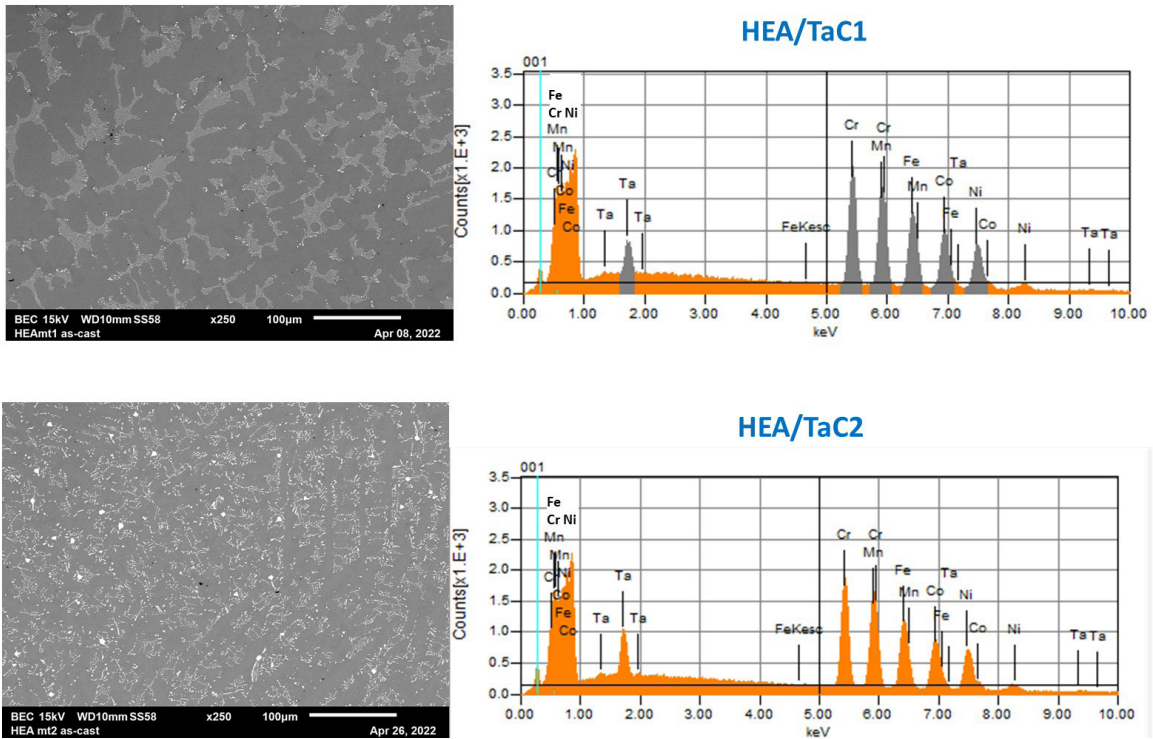 HEA/TaC1
001
3.5
3.0
2.5
2.0
1.5
1.0
0.5
0.0
Counts[x1.E+3]
Fe
Cr Ni
Mn
Mn
Ni
Co
Fe
Co
Ta
Ta
Ta
FeKesc
Cr
Cr
Mn
Fe
Mn
Ta
Co
Fe
Ni
Co
Ni
Ta
Ta
0.00 1.00 2.00 3.00 4.00 5.00 6.00 7.00 8.00 9.00 10.00
keV
BEC 15kV WD10mm SS58 x250 100µm
HEAmt1 as-cast Apr 08, 2022
HEA/TaC2
001
3.5
3.0
2.5
2.0
1.5
1.0
0.5
0.0
Counts[x1.E+3]
Fe
Cr Ni
Mn
Mn
Ni
Co
Fe
Co
Ta
Ta
Ta
FeKesc
Cr
Cr
Mn
Fe
Mn
Ta
Co
Fe
Ni
Co
Ni
Ta
Ta
0.00 1.00 2.00 3.00 4.00 5.00 6.00 7.00 8.00 9.00 10.00
keV
BEC 15kV WD10mm SS58 x250 100µm
HEA mt2 as-cast Apr 26, 2022